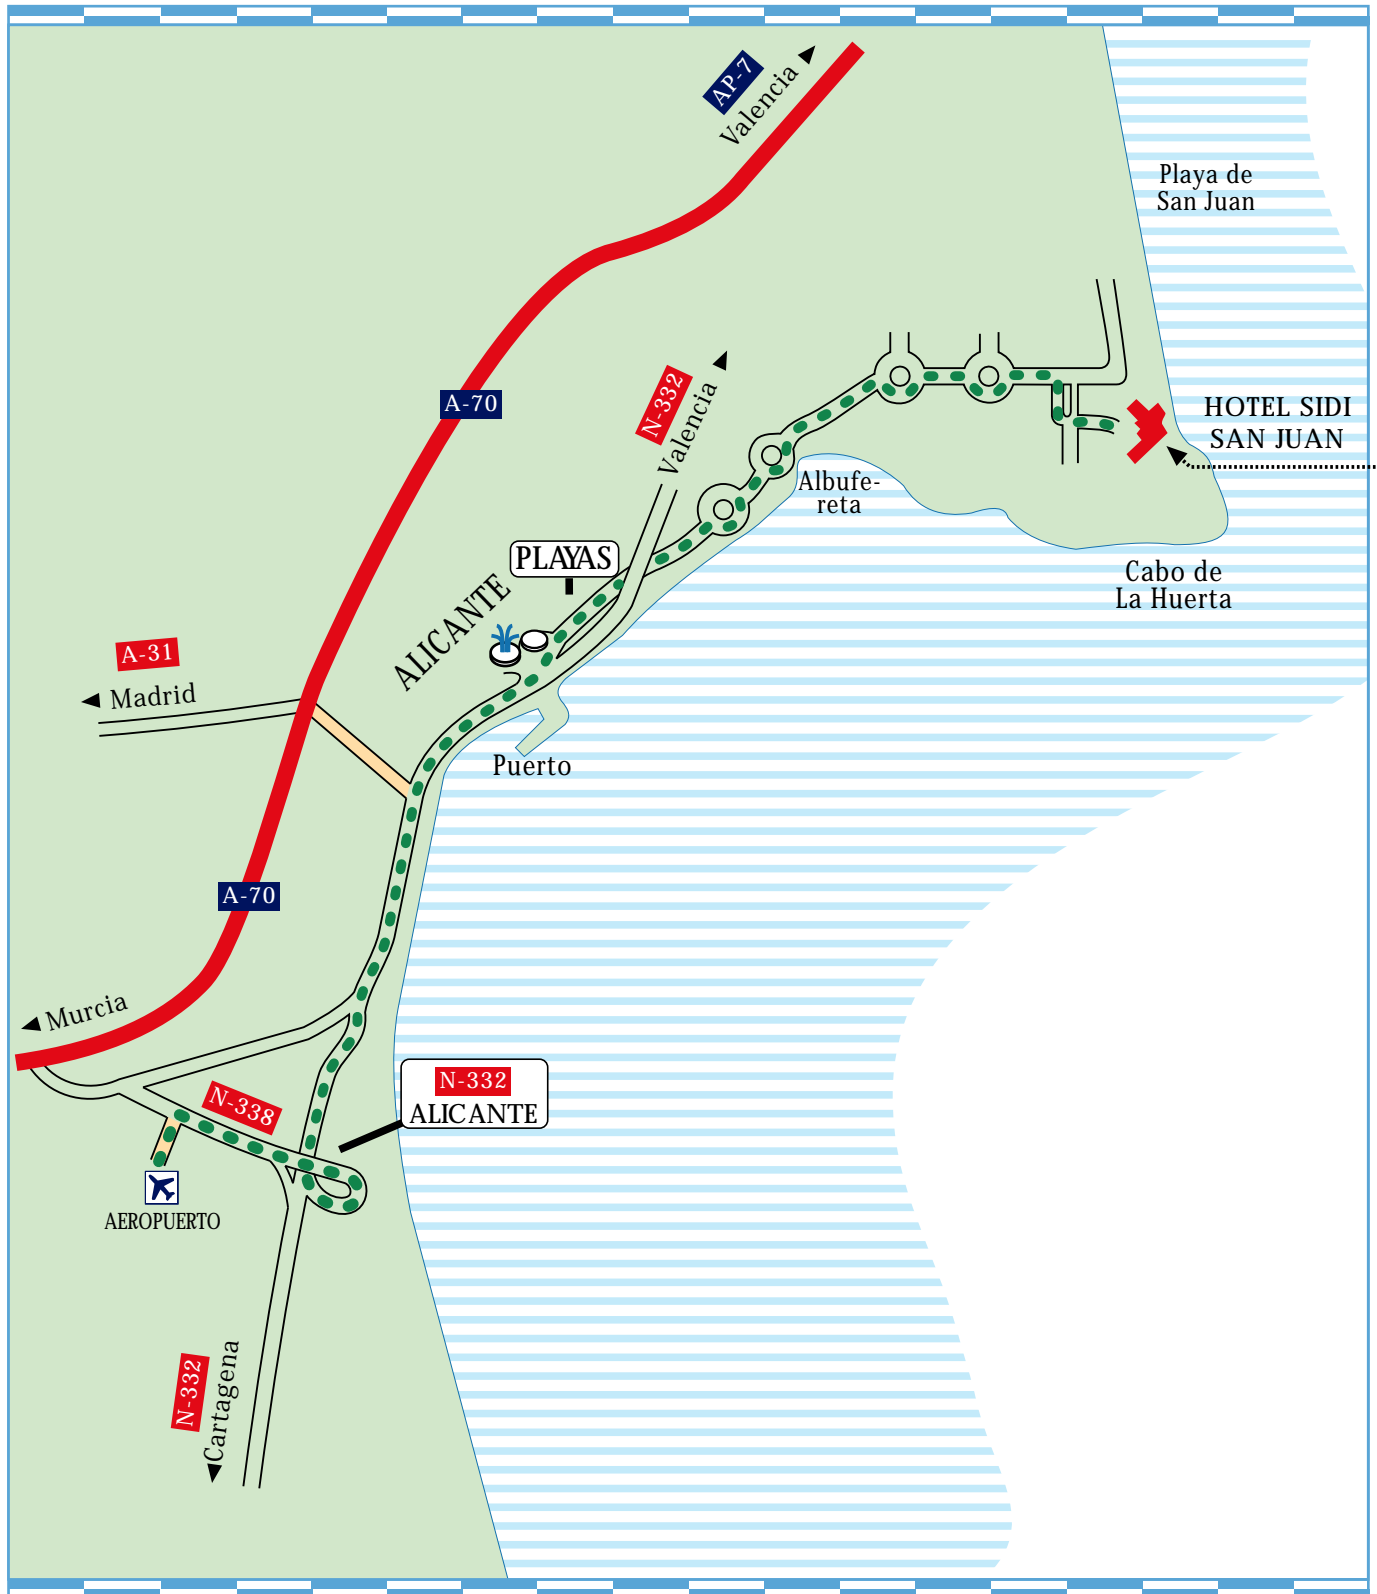 AP-7
Valencia
Playa de
San Juan
A-70
N-332
Valencia
HOTEL SIDI
SAN JUAN
Albufe-
reta
PLAYAS
ALICANTE
Cabo de
La Huerta
A-31
Madrid
Puerto
A-70
Murcia
N-332
ALICANTE
N-338
AEROPUERTO
N-332
Cartagena